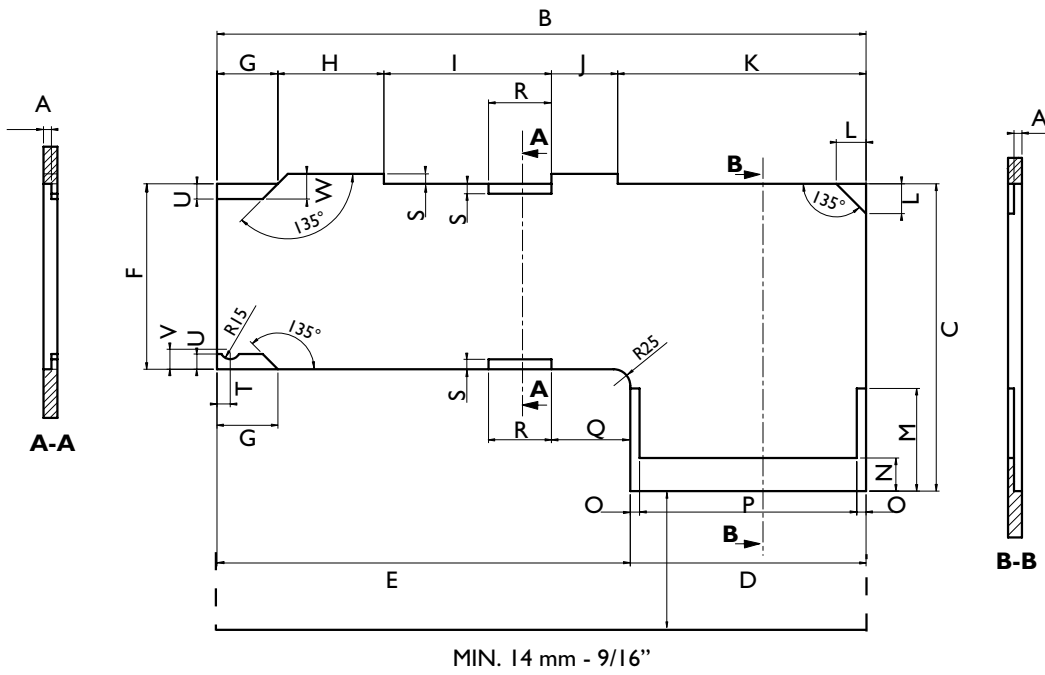 B
G H I J K
R
A A L A
B
U W S S 135° L
135°
F C
V U R15 135° R25
S
T A
G R Q M
A-A N
O P O
B
E D B-B
MIN. 14 mm - 9/16”